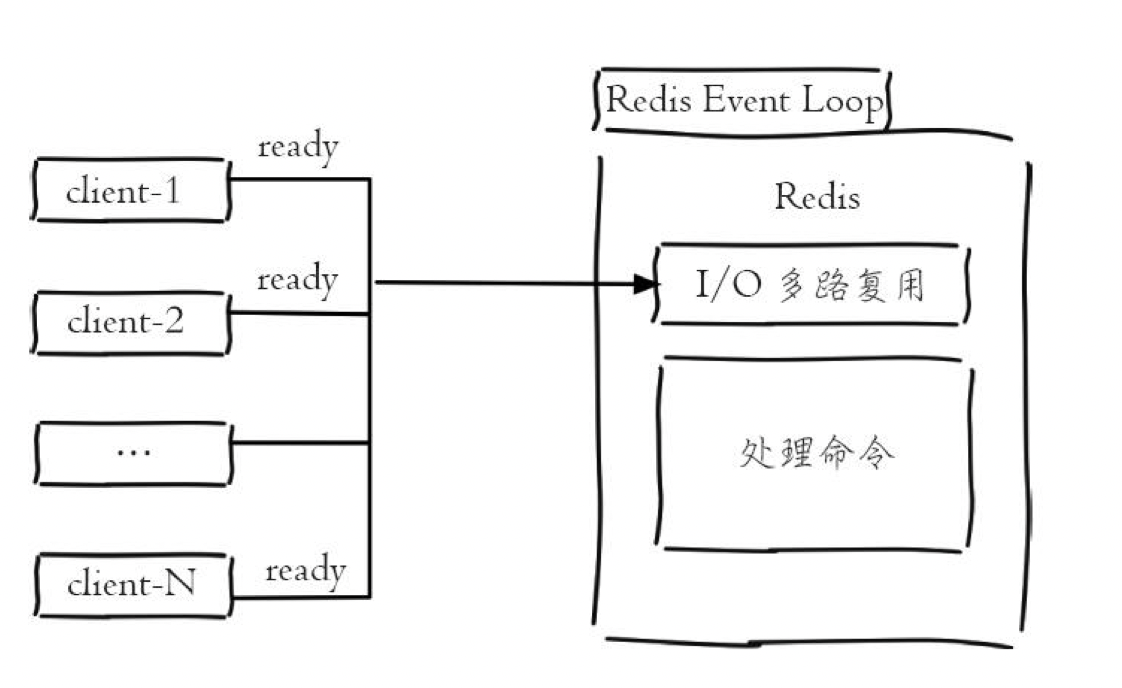 Redis Event Loop
ready
client-1
Redis
ready
I/O 多路复用
client-2
...
处理命令
ready
client-N